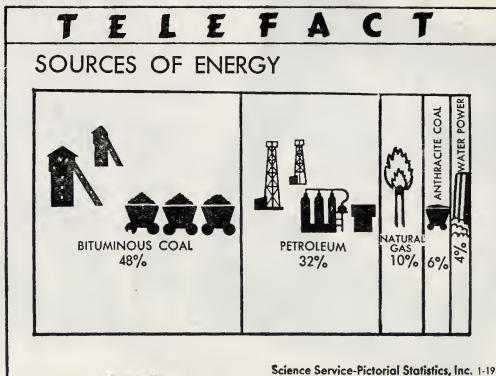 TELEFACT
SOURCES OF ENERGY
BITUMINOUS COAL
48%
PETROLEUM
32%
NATURAL
GAS
10%
ANTHRACITE COAL
6%
WATER POWER
4%
Science Service-Pictorial Statistics, Inc. 1-19